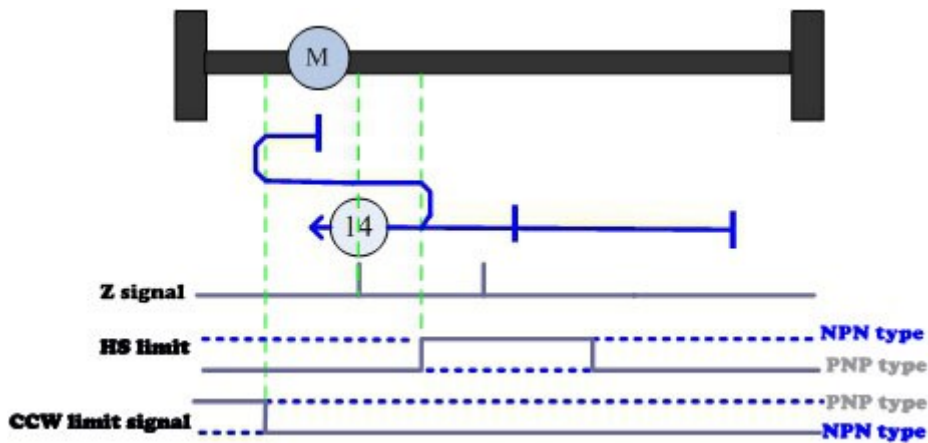 M
14
Z signal
HS limit
NPN type
PNP type
CCW limit signal
PNP type
NPN type